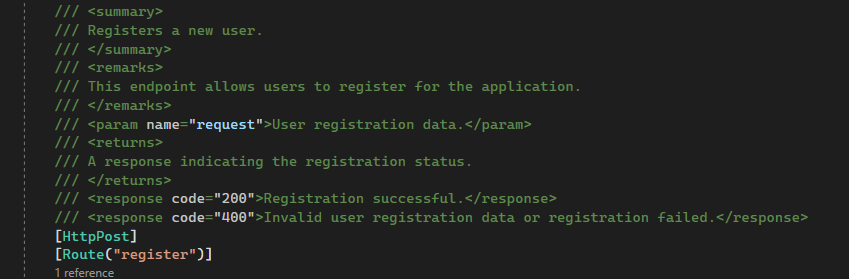 /// <summary>
/// Registers a new user.
/// </summary>
/// <remarks>
/// This endpoint allows users to register for the application.
/// </remarks>
/// <param name="request">User registration data.</param>
/// <returns>
/// A response indicating the registration status.
/// </returns>
/// <response code="200">Registration successful.</response>
/// <response code="400">Invalid user registration data or registration failed.</response>
[HttpPost]
[Route("register")]
1 reference